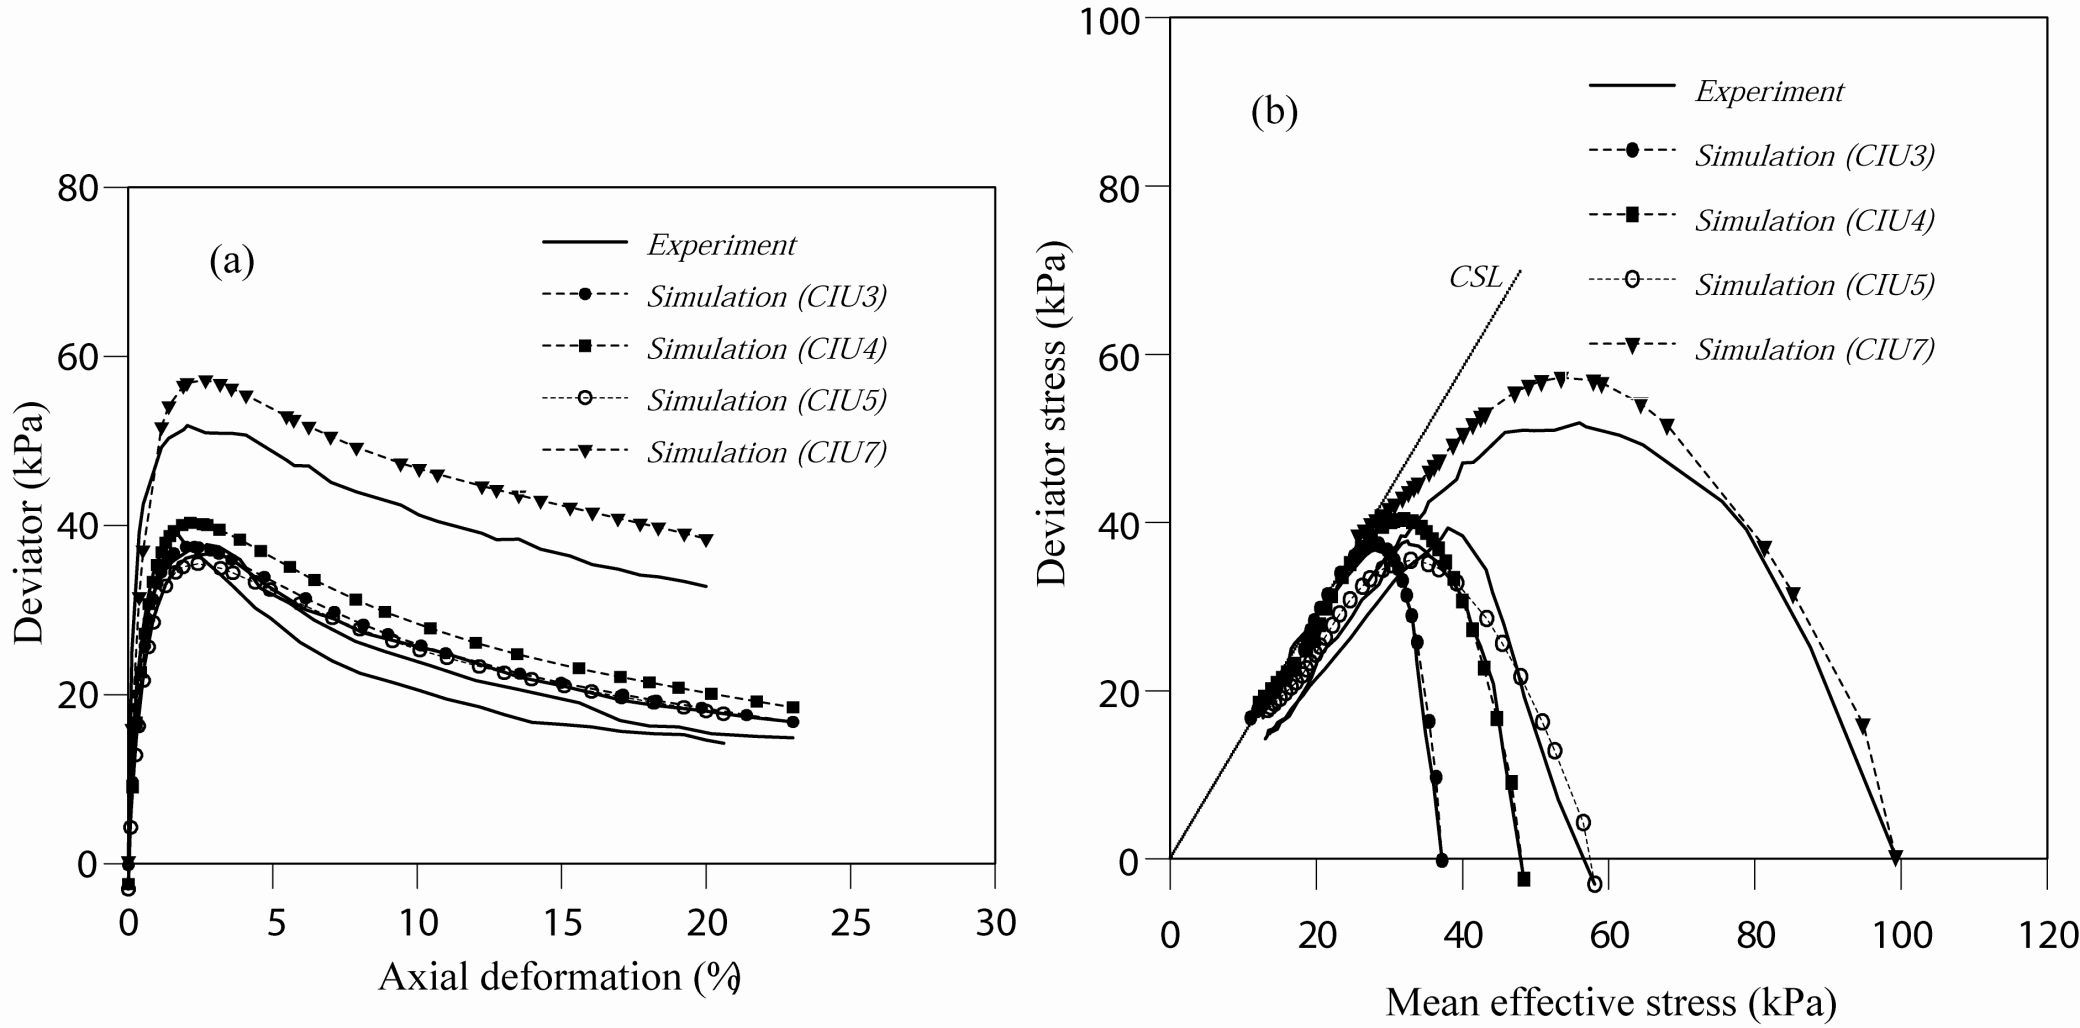 (a)
Deviator (kPa)
80
60
40
20
0
Experiment
Simulation (CIU3)
Simulation (CIU4)
Simulation (CIU5)
Simulation (CIU7)
0 5 10 15 20 25 30
Axial deformation (%)
(b)
Deviator stress (kPa)
100
80
60
40
20
0
CSL
Experiment
Simulation (CIU3)
Simulation (CIU4)
Simulation (CIU5)
Simulation (CIU7)
0 20 40 60 80 100 120
Mean effective stress (kPa)